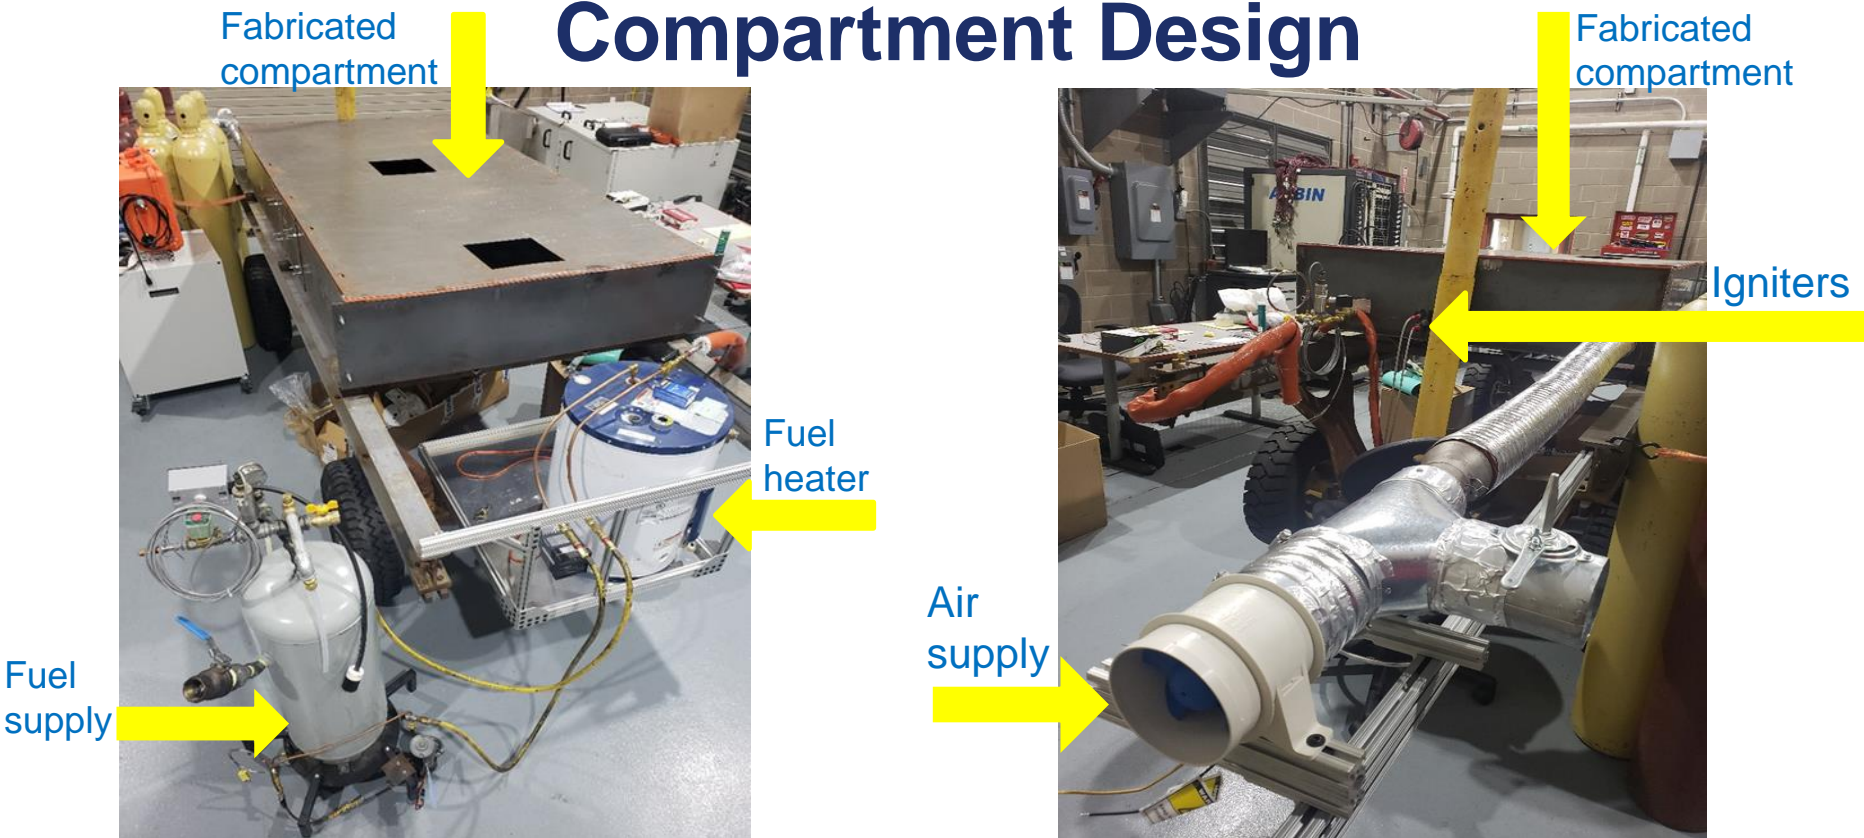 Compartment Design
Fabricated
compartment
Fabricated
compartment
Igniters
Fuel
heater
Air
supply
Fuel
supply